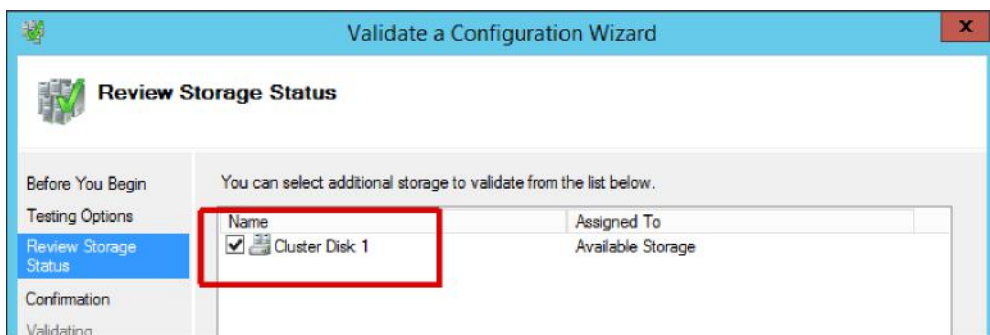 Validate a Configuration Wizard
x
Review Storage Status
Before You Begin
You can select additional storage to validate from the list below.
Testing Options
Name Assigned To
Cluster Disk 1 Available Storage
Review Storage
Status
Confirmation
Validating